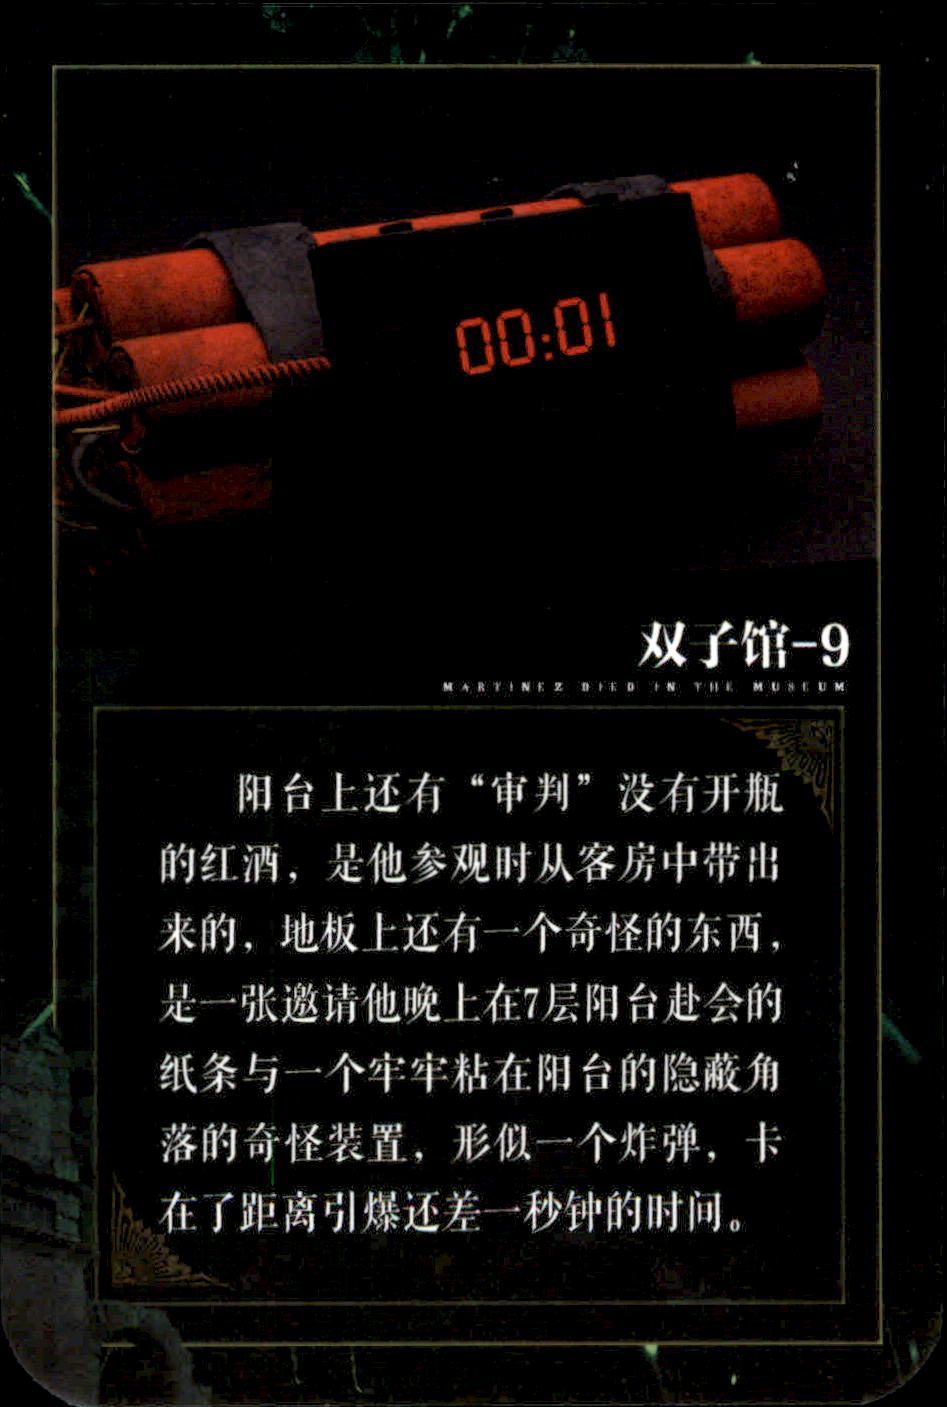 00:01
双子馆-9
MARTINEZ DIED IN THE MUSEUM
阳台上还有“审判”没有开瓶
的红酒，是他参观时从客房中带出
来的，地板上还有一个奇怪的东西，
是一张邀请他晚上在7层阳台赴会的
纸条与一个牢牢粘在阳台的隐蔽角
落的奇怪装置，形似一个炸弹，卡
在了距离引爆还差一秒钟的时间。